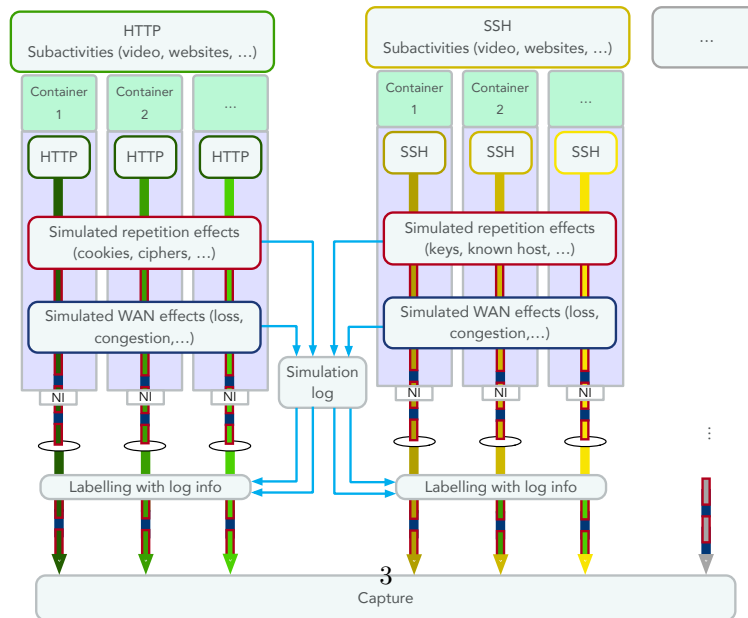 HTTP
Subactivities (video, websites, ...)
SSH
Subactivities (video, websites, ...)
...
Container
1
Container
2
...
Container
1
Container
2
...
HTTP
HTTP
HTTP
SSH
SSH
SSH
Simulated repetition effects
(cookies, ciphers, ...)
Simulated repetition effects
(keys, known host, ...)
Simulated WAN effects (loss,
congestion,...)
Simulated WAN effects (loss,
congestion,...)
Simulation
log
NI
NI
NI
NI
NI
NI
...
Labelling with log info
Labelling with log info
3
Capture